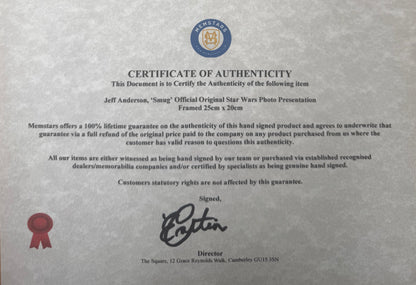 MEMSTARS
CERTIFICATE OF AUTHENTICITY
This Document is to Certify the Authenticity of the following item
Jeff Anderson, 'Smug' Official Original Star Wars Photo Presentation
Framed 25cm x 20cm
Memstars offers a 100% lifetime guarantee on the authenticity of this hand signed product and agrees to underwrite that
guarantee via a full refund of the original price paid to the company on any product purchased from us where the
customer has valid reason to questions this authenticity.
All our items are either witnessed as being hand signed by our team or purchased via established recognised
dealers/memorabilia companies and/or certified by specialists as being genuine hand signed.
Customers statutory rights are not affected by this guarantee.
Signed,
Director
The Square, 12 Grace Reynolds Walk, Camberley GU15 3SN